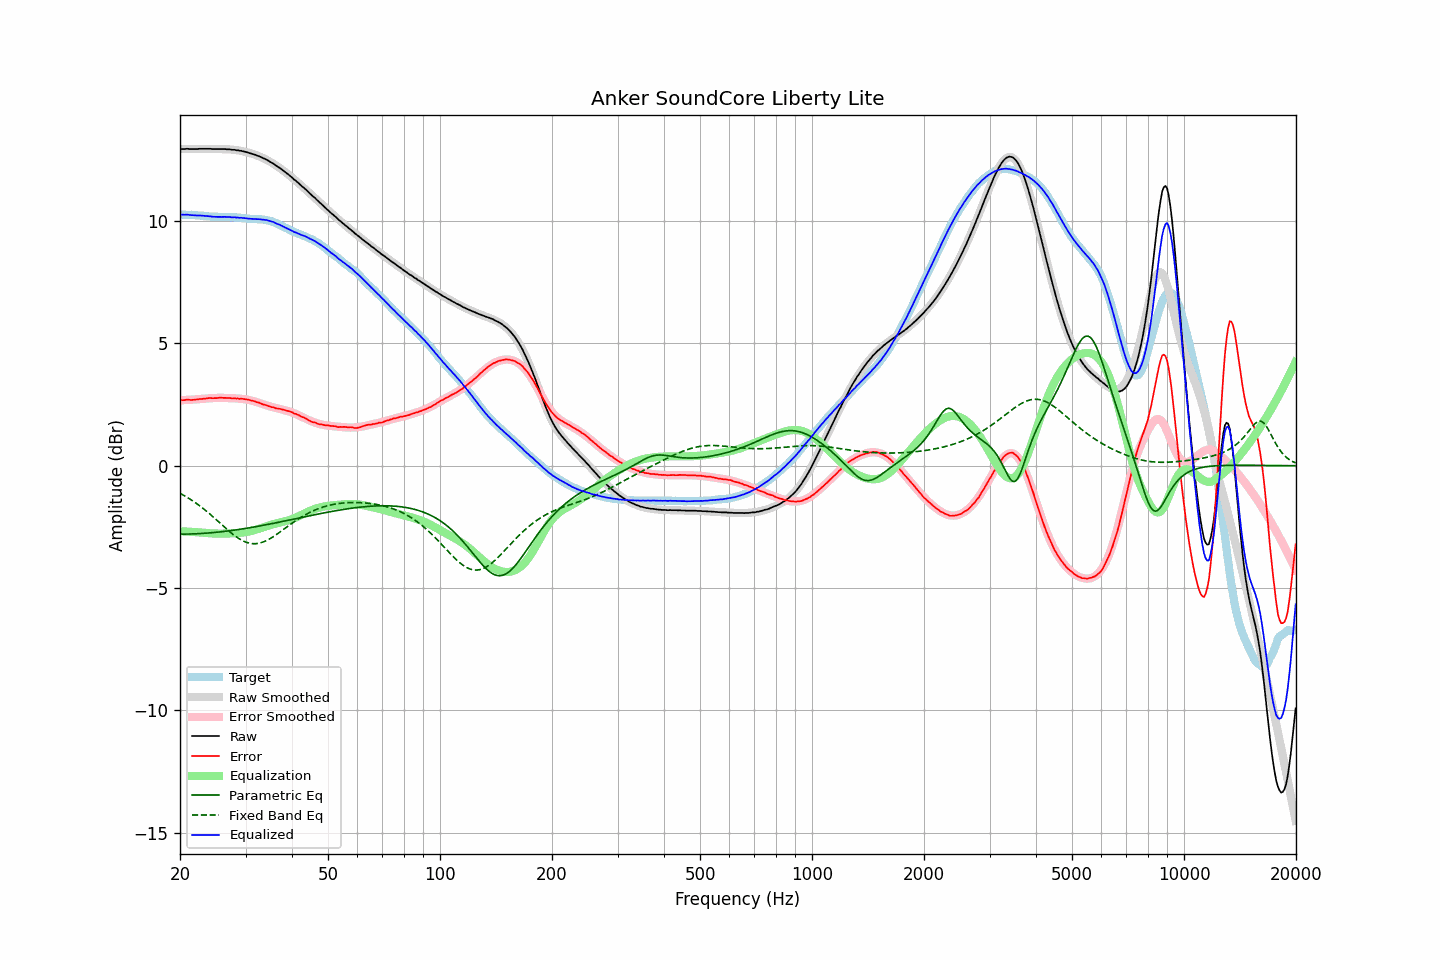 Anker SoundCore Liberty Lite
Amplitude (dBr)
10
5
0
−5
−10
−15
Target
Raw Smoothed
Error Smoothed
Raw
Error
Equalization
Parametric Eq
Fixed Band Eq
Equalized
20 50 100 200 500 1000 2000 5000 10000 20000
Frequency (Hz)